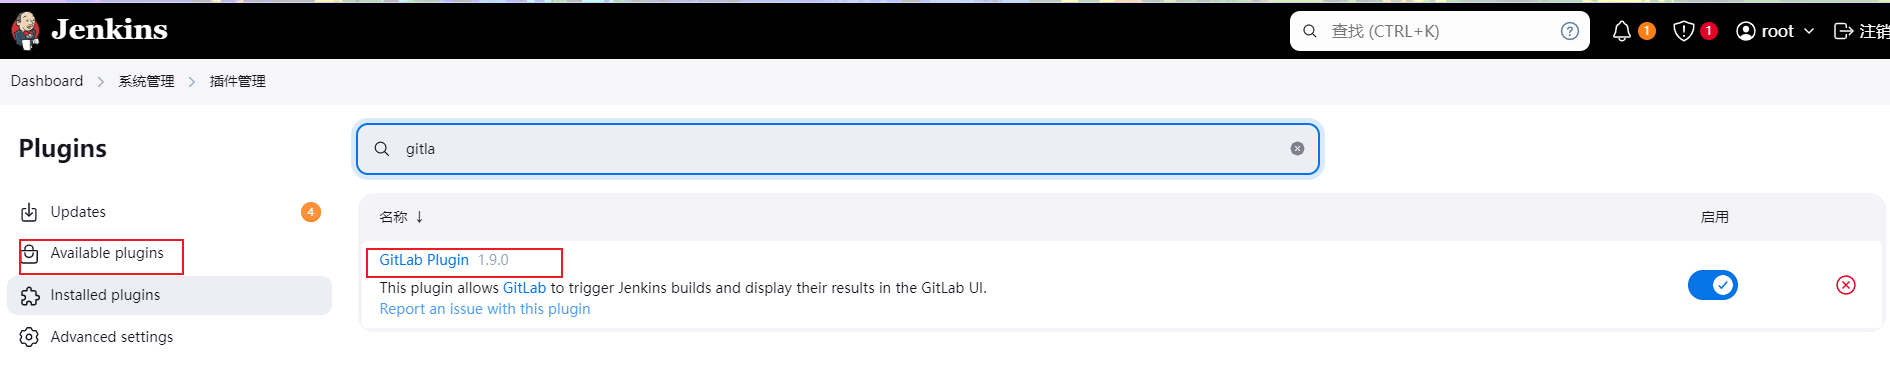 Jenkins
查找 (CTRL+K)
1
1
root
注销
Dashboard
系统管理
插件管理
Plugins
gitla
Updates
4
Available plugins
Installed plugins
Advanced settings
名称 ↓
启用
GitLab Plugin 1.9.0
This plugin allows GitLab to trigger Jenkins builds and display their results in the GitLab UI.
Report an issue with this plugin